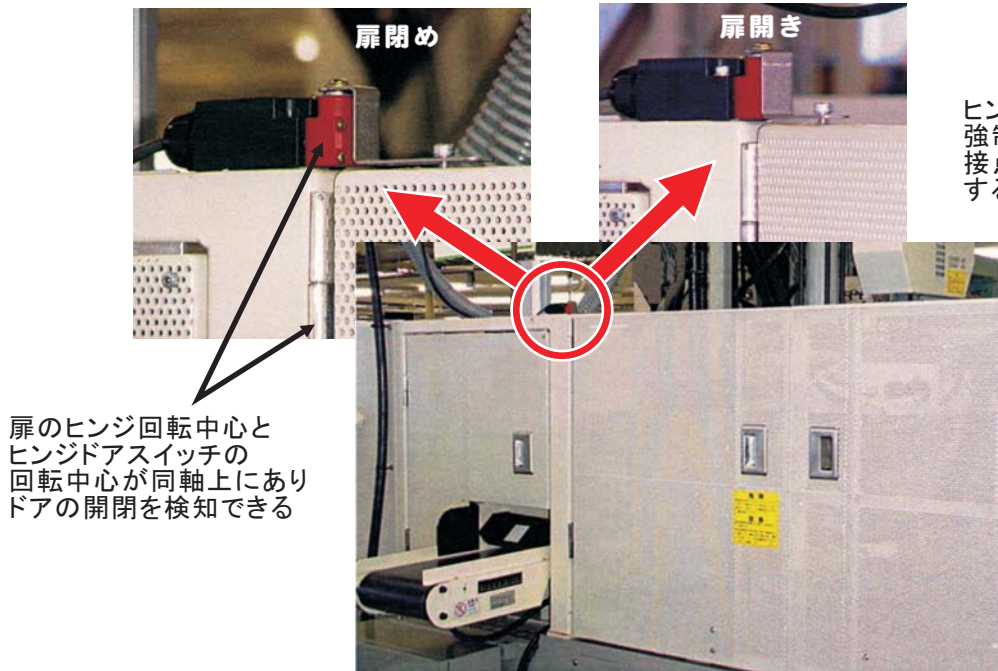 扉閉め
扉開き
ヒン
強
接
する
扉のヒンジ回転中心と
ヒンジドアスイッチの
回転中心が同軸上にあり
ドアの開閉を検知できる